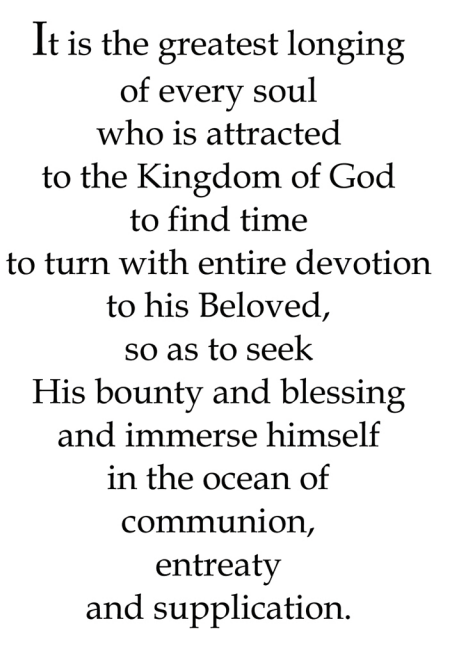 It is the greatest longing
of every soul
who is attracted
to the Kingdom of God
to find time
to turn with entire devotion
to his Beloved,
so as to seek
His bounty and blessing
and immerse himself
in the ocean of
communion,
entreaty
and supplication.